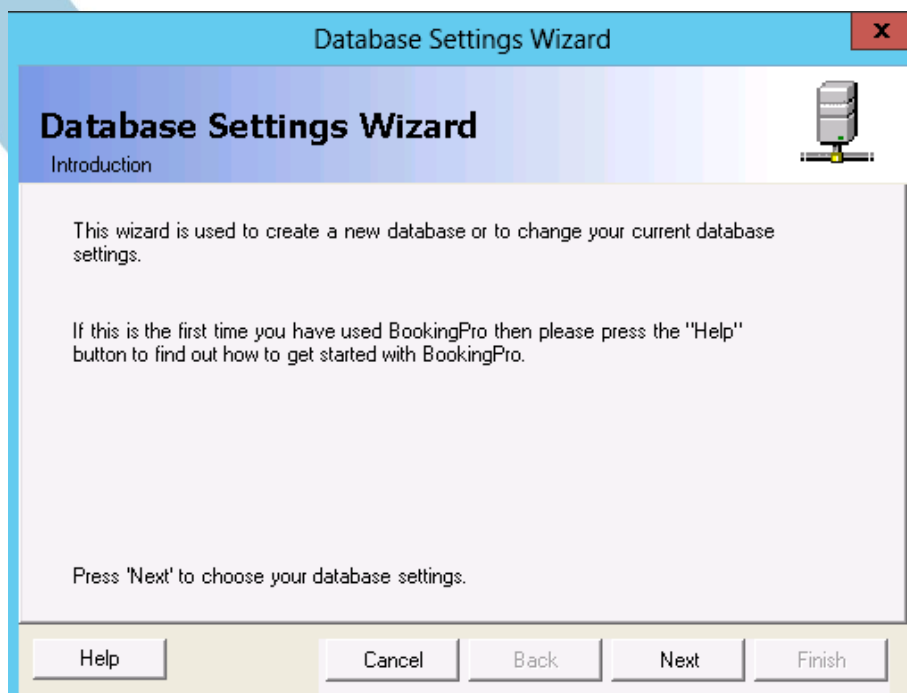 Database Settings Wizard
x
Database Settings Wizard
Introduction
This wizard is used to create a new database or to change your current database
settings.
If this is the first time you have used BookingPro then please press the "Help"
button to find out how to get started with BookingPro.
Press 'Next' to choose your database settings.
Help Cancel Back Next Finish